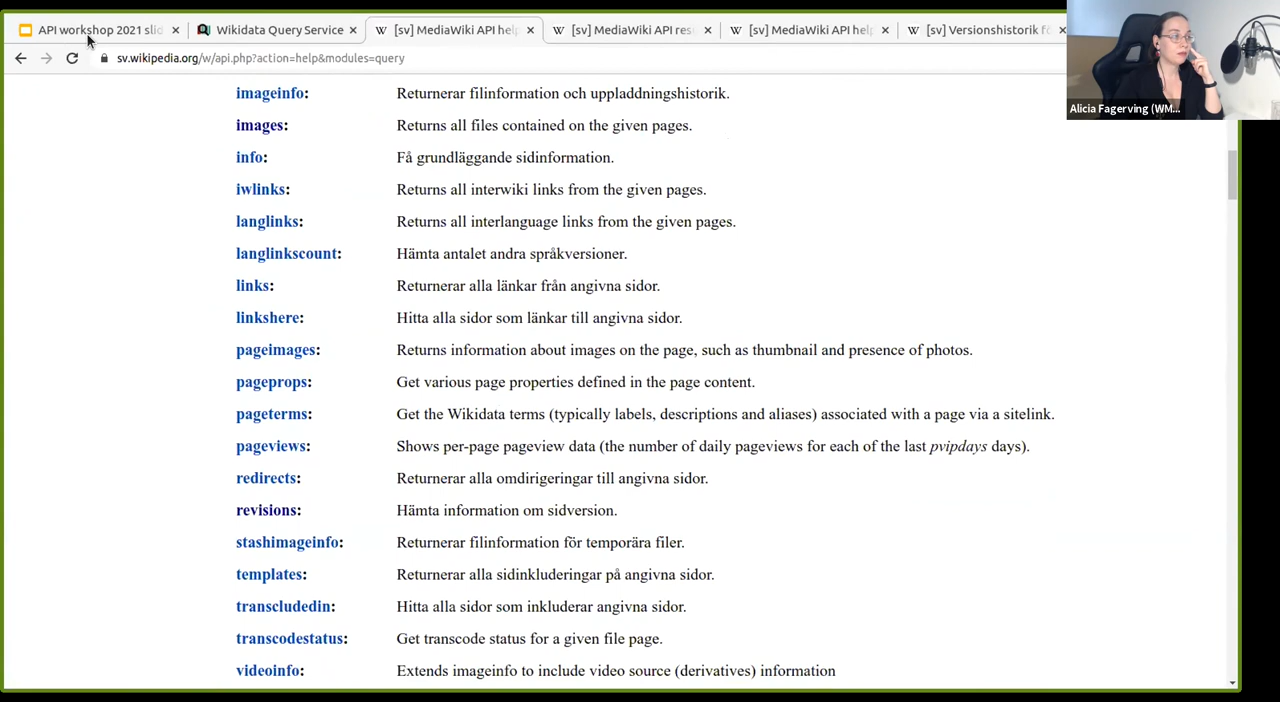 API workshop 2021 slid
Wikidata Query Service
[sv] MediaWiki API help
[sv] MediaWiki API resu
[sv] MediaWiki API help
[sv] Versionshistorik fö
sv.wikipedia.org/w/api.php?action=help&modules=query
Alicia Fagerving (WM...
imageinfo: Returnerar filinformation och uppladdningshistorik.
images: Returns all files contained on the given pages.
info: Få grundläggande sidinformation.
iwlinks: Returns all interwiki links from the given pages.
langlinks: Returns all interlanguage links from the given pages.
langlinkscount: Hämta antalet andra språkversioner.
links: Returnerar alla länkar från angivna sidor.
linkshere: Hitta alla sidor som länkar till angivna sidor.
pageimages: Returns information about images on the page, such as thumbnail and presence of photos.
pageprops: Get various page properties defined in the page content.
pageterms: Get the Wikidata terms (typically labels, descriptions and aliases) associated with a page via a sitelink.
pageviews: Shows per-page pageview data (the number of daily pageviews for each of the last pvipdays days).
redirects: Returnerar alla omdirigeringar till angivna sidor.
revisions: Hämta information om sidversion.
stashimageinfo: Returnerar filinformation för temporära filer.
templates: Returnerar alla sidinkluderingar på angivna sidor.
transcludedin: Hitta alla sidor som inkluderar angivna sidor.
transcodestatus: Get transcode status for a given file page.
videoinfo: Extends imageinfo to include video source (derivatives) information